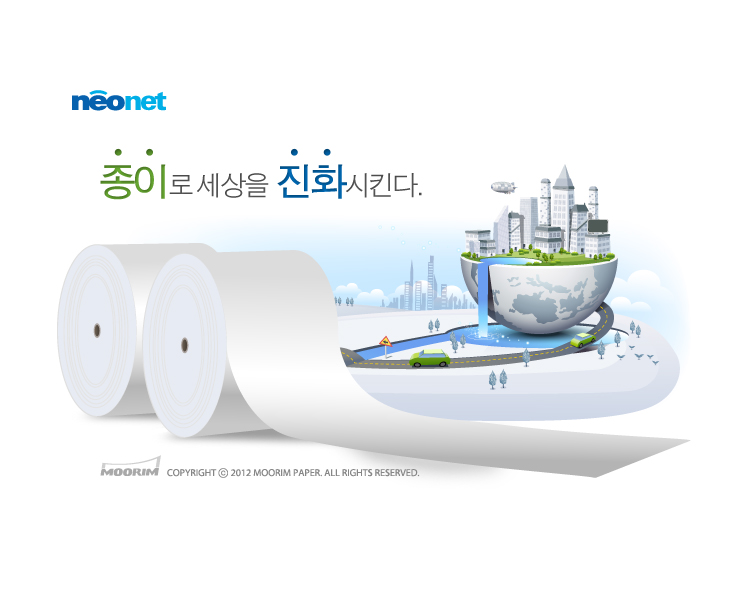 neonet
종이로 세상을 진화시킨다.
MOORIM COPYRIGHT ⓒ 2012 MOORIM PAPER. ALL RIGHTS RESERVED.